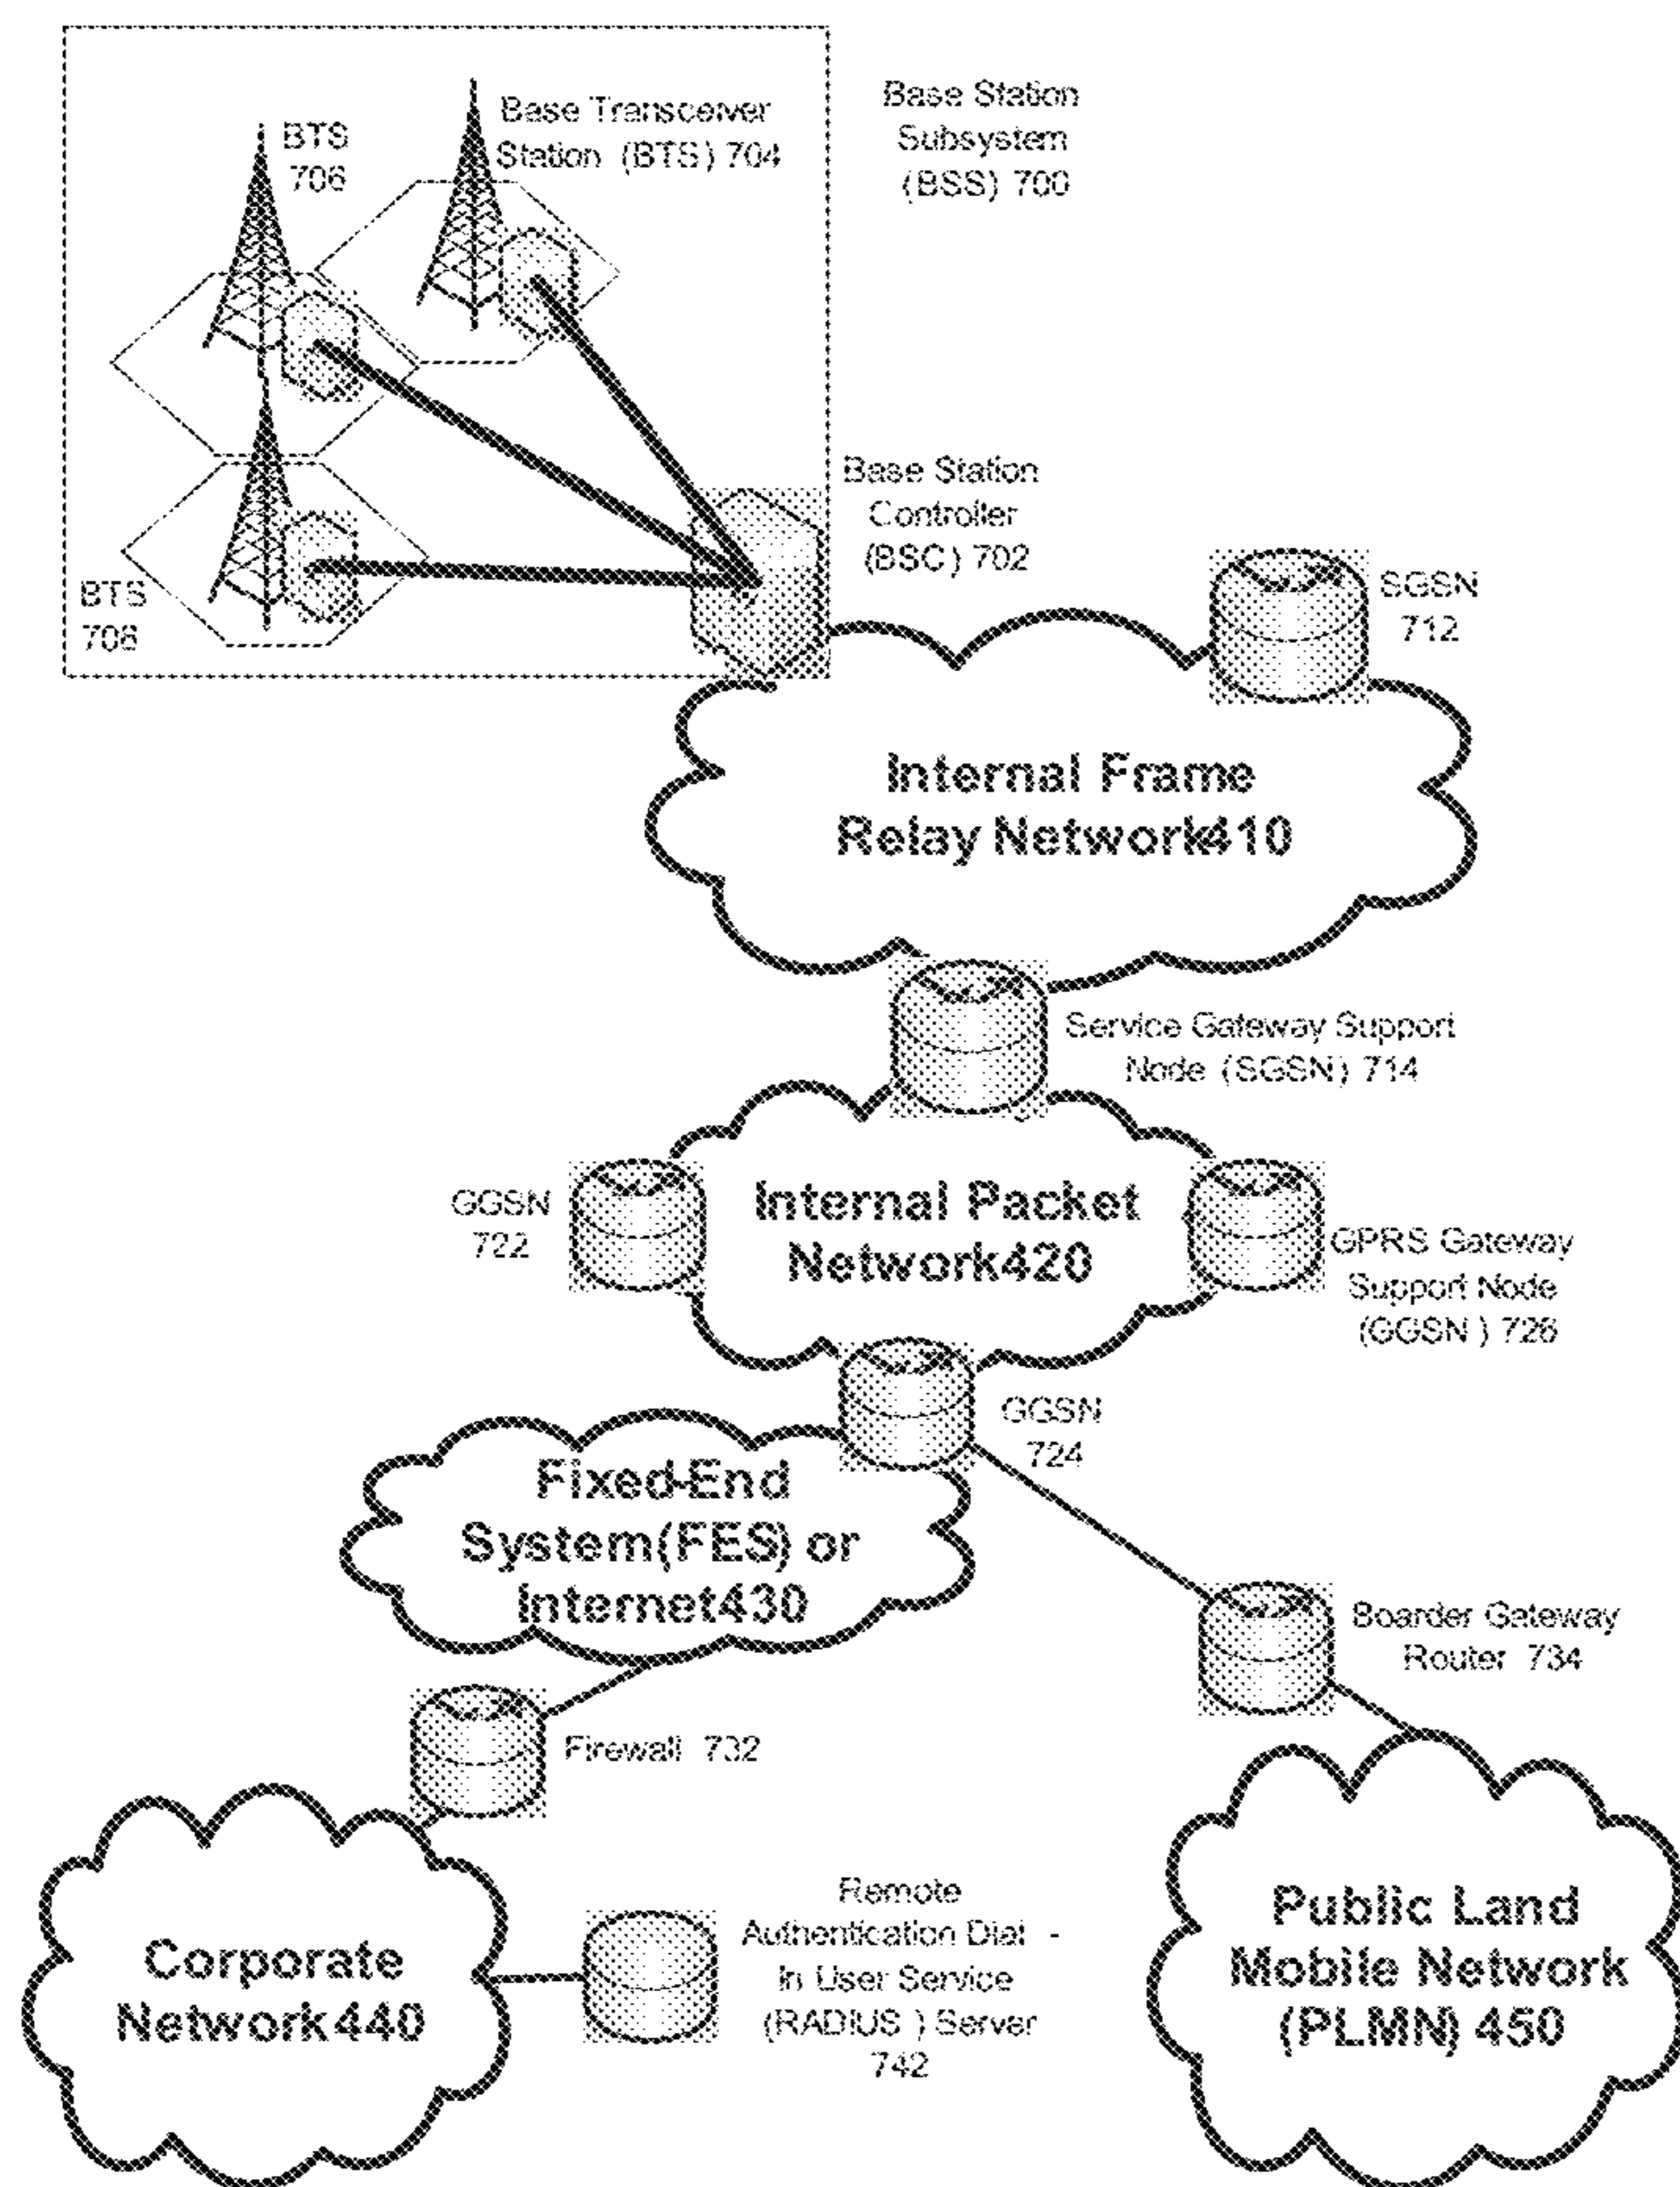 BTS
706
Base Transceiver
Station (BTS) 704
Base Station
Subsystem
(BSS) 700
Base Station
Controller
(BSC) 702
BTS
708
SGSN
712
Internal Frame
Relay Network410
Service Gateway Support
Node (SGSN) 714
GGSN
722
Internal Packet
Network420
GPRS Gateway
Support Node
(GGSN ) 726
GGSN
724
Fixed-End
System(FES) or
Internet430
Boarder Gateway
Router 734
Firewall 732
Remote
Authentication Dial -
In User Service
(RADIUS ) Server
742
Corporate
Network440
Public Land
Mobile Network
(PLMN) 450